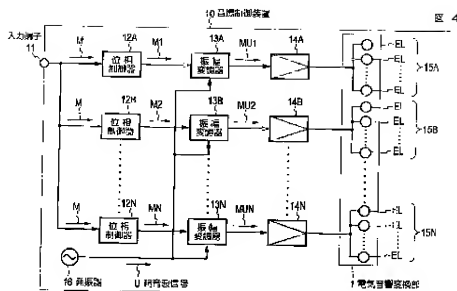 図 4
10 音源制御装置
入力端子
11
12A 13A 14A
M M1 MU1
位相
制御器
振幅
変調器
EL
EL
15A
12B 13B 14B
M M2 MU2
位相
制御器
振幅
変調器
EL
EL
EL
15B
12N 13N 14N
M MN MUN
位相
制御器
振幅
変調器
EL
EL
EL
15N
16 発振器
U 超音波信号
1 電気音響変換部